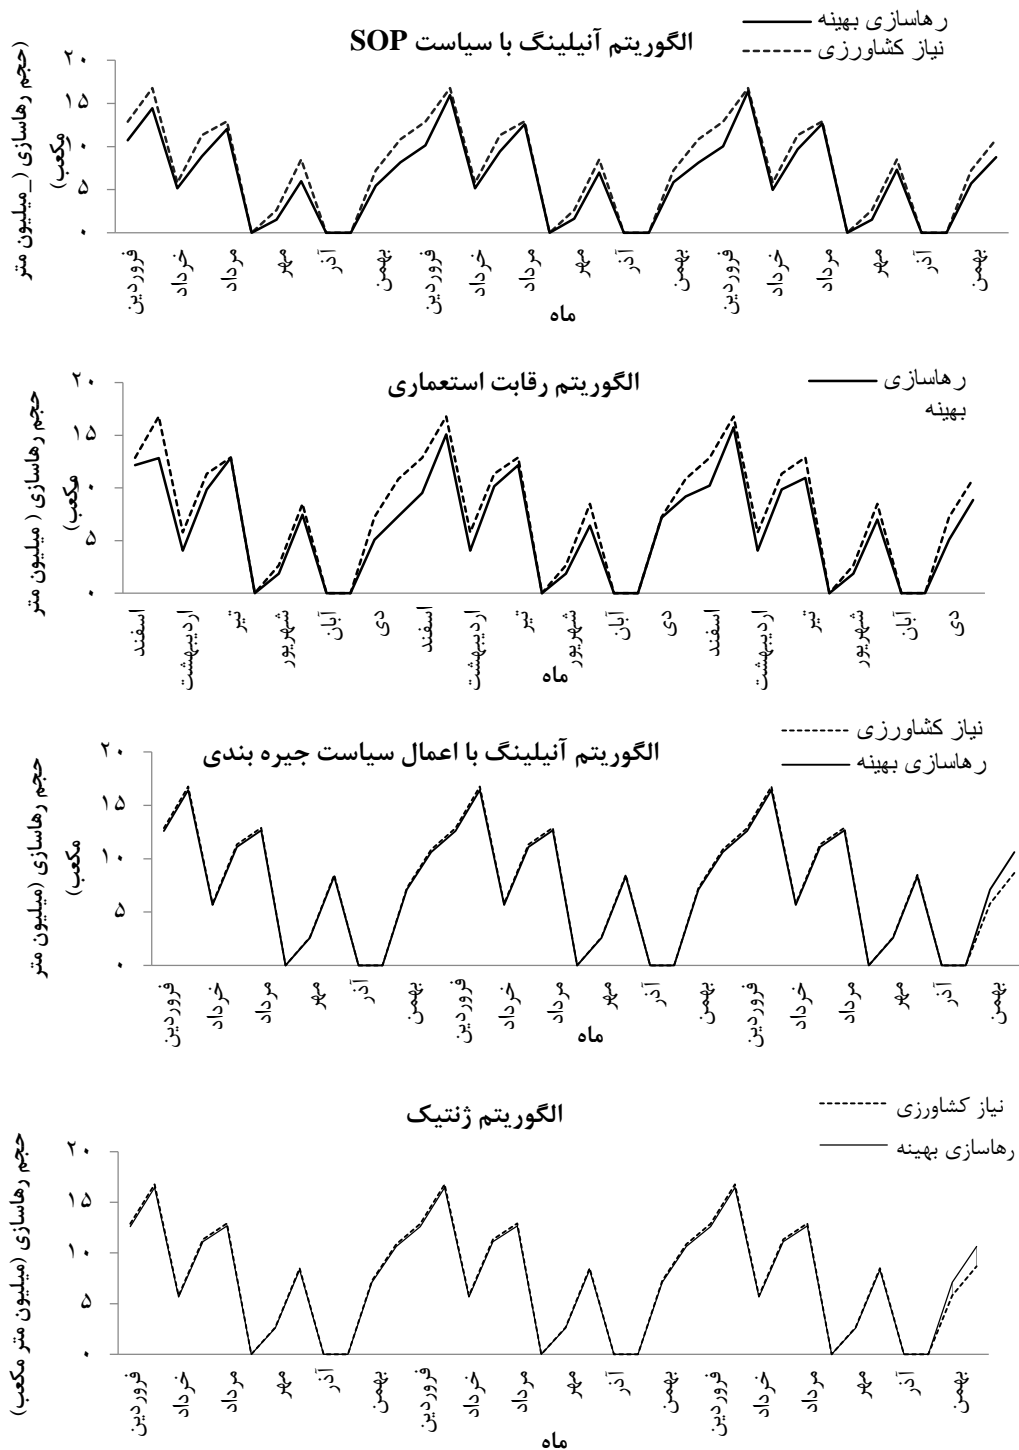 الگوریتم آنیلینگ با سیاست SOP
رهاسازی بهینه
نیاز کشاورزی
حجم رهاسازی (_میلیون متر
مکعب)
۲۰
۱۵
۱۰
۵
۰
فروردین
خرداد
مرداد
مهر
آذر
بهمن
فروردین
خرداد
مرداد
مهر
آذر
بهمن
فروردین
خرداد
مرداد
مهر
آذر
بهمن
ماه
الگوریتم رقابت استعماری
رهاسازی
بهینه
حجم رهاسازی ( میلیون متر
مکعب)
۲۰
۱۵
۱۰
۵
۰
اسفند
اردیبهشت
تیر
شهریور
آبان
دی
اسفند
اردیبهشت
تیر
شهریور
آبان
دی
اسفند
اردیبهشت
تیر
شهریور
آبان
دی
ماه
الگوریتم آنیلینگ با اعمال سیاست جیره بندی
نیاز کشاورزی
رهاسازی بهینه
حجم رهاسازی (میلیون متر
مکعب)
۲۰
۱۵
۱۰
۵
۰
فروردین
خرداد
مرداد
مهر
آذر
بهمن
فروردین
خرداد
مرداد
مهر
آذر
بهمن
فروردین
خرداد
مرداد
مهر
آذر
بهمن
ماه
الگوریتم ژنتیک
نیاز کشاورزی
رهاسازی بهینه
حجم رهاسازی (میلیون متر مکعب)
۲۰
۱۵
۱۰
۵
۰
فروردین
خرداد
مرداد
مهر
آذر
بهمن
فروردین
خرداد
مرداد
مهر
آذر
بهمن
فروردین
خرداد
مرداد
مهر
آذر
بهمن
ماه